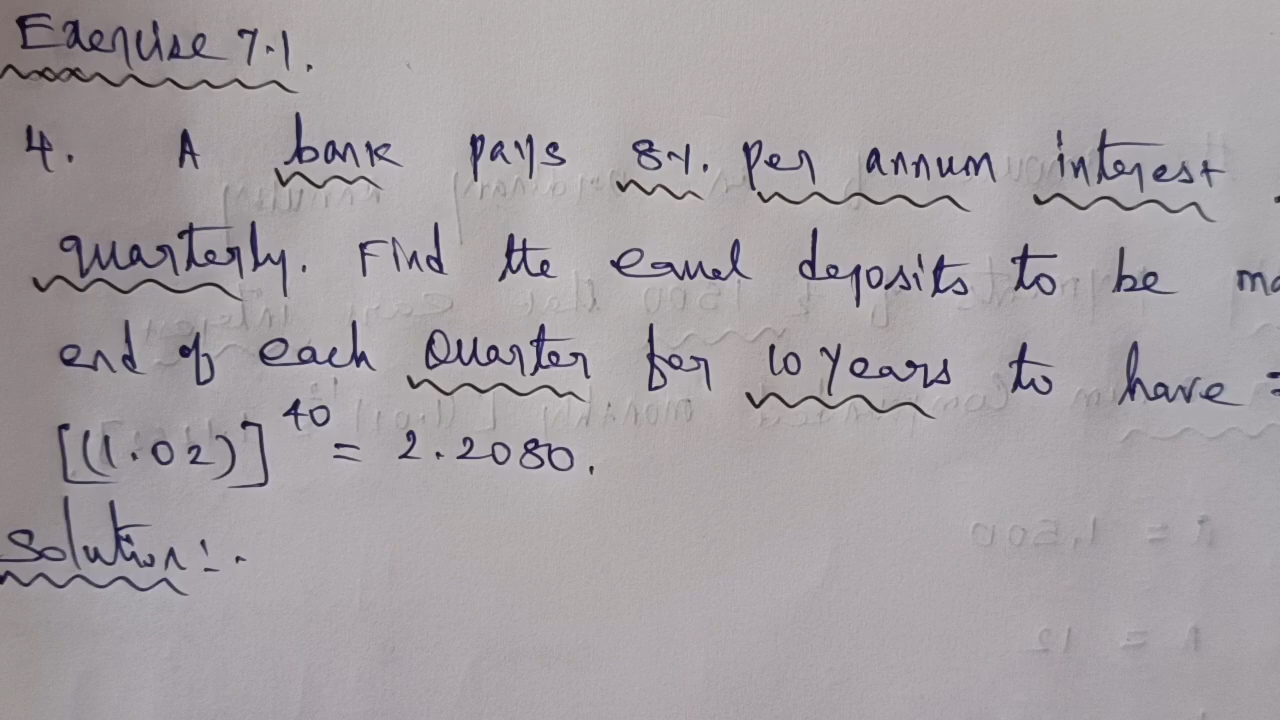 Exercise 7.1.
4. A bank pays 8%. Per annum interest
quarterly. Find the equal deposits to be
end of each Quarter for 10 years to have
[(1.02)]^40 = 2.2080.
Solution:-